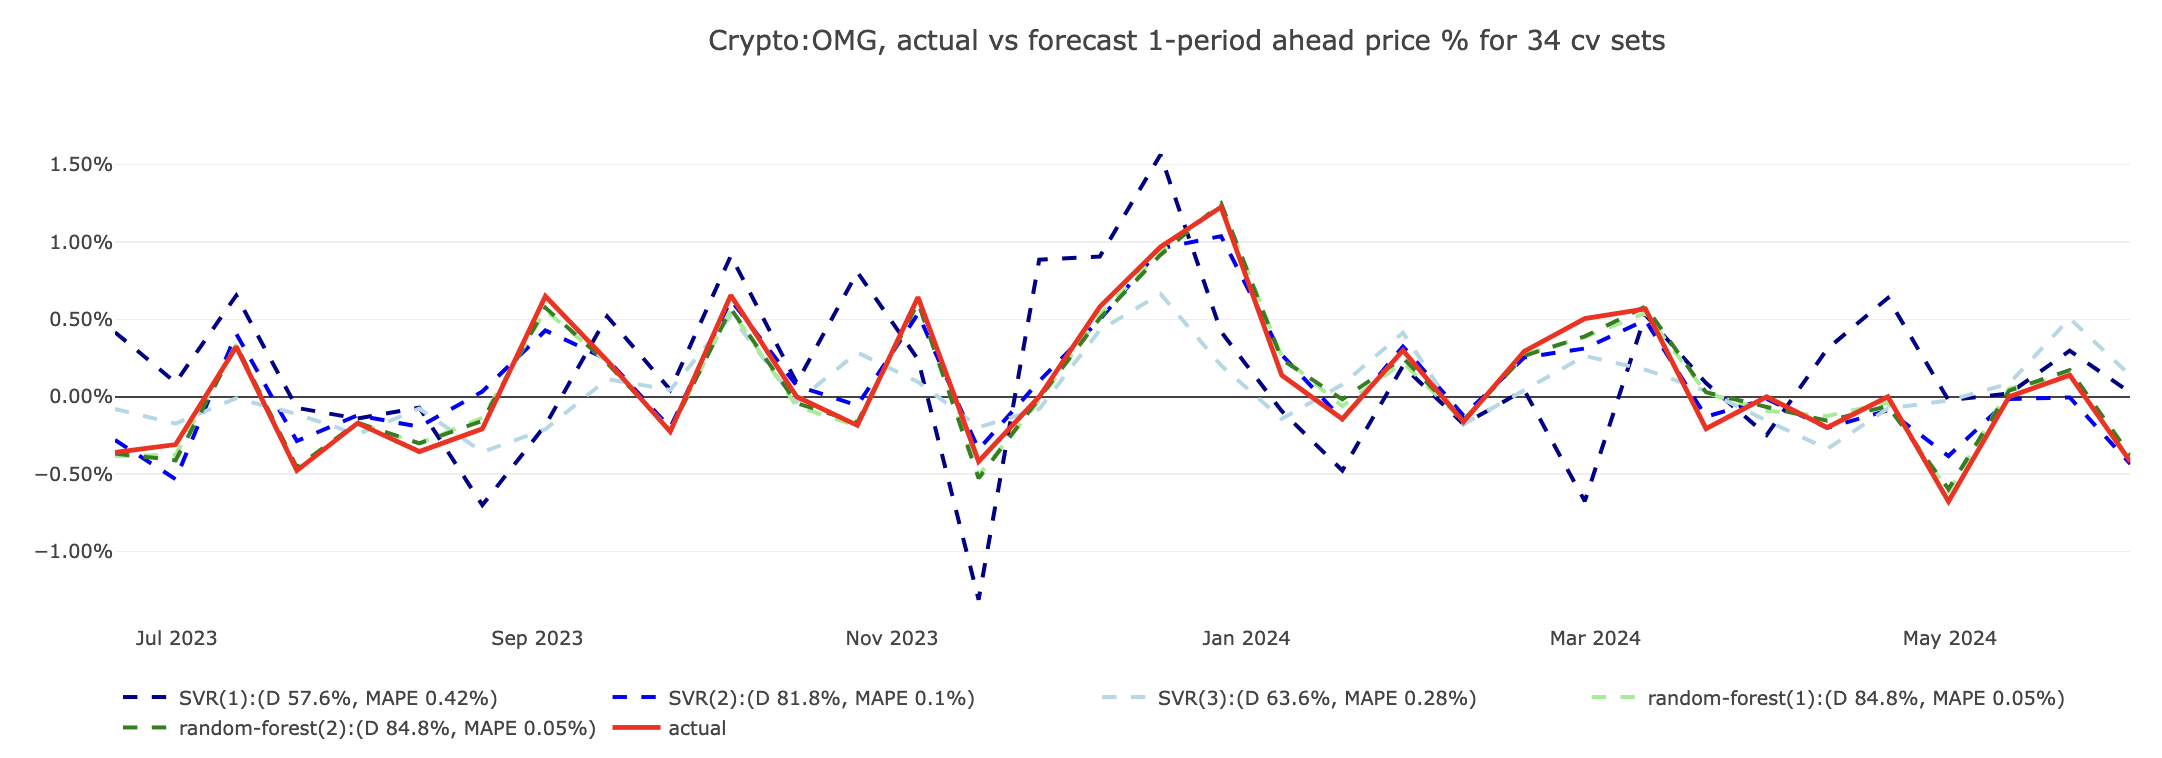 Crypto:OMG, actual vs forecast 1-period ahead price % for 34 cv sets
1.50%
1.00%
0.50%
0.00%
−0.50%
−1.00%
Jul 2023 Sep 2023 Nov 2023 Jan 2024 Mar 2024 May 2024
SVR(1):(D 57.6%, MAPE 0.42%) SVR(2):(D 81.8%, MAPE 0.1%) SVR(3):(D 63.6%, MAPE 0.28%) random-forest(1):(D 84.8%, MAPE 0.05%)
random-forest(2):(D 84.8%, MAPE 0.05%) actual